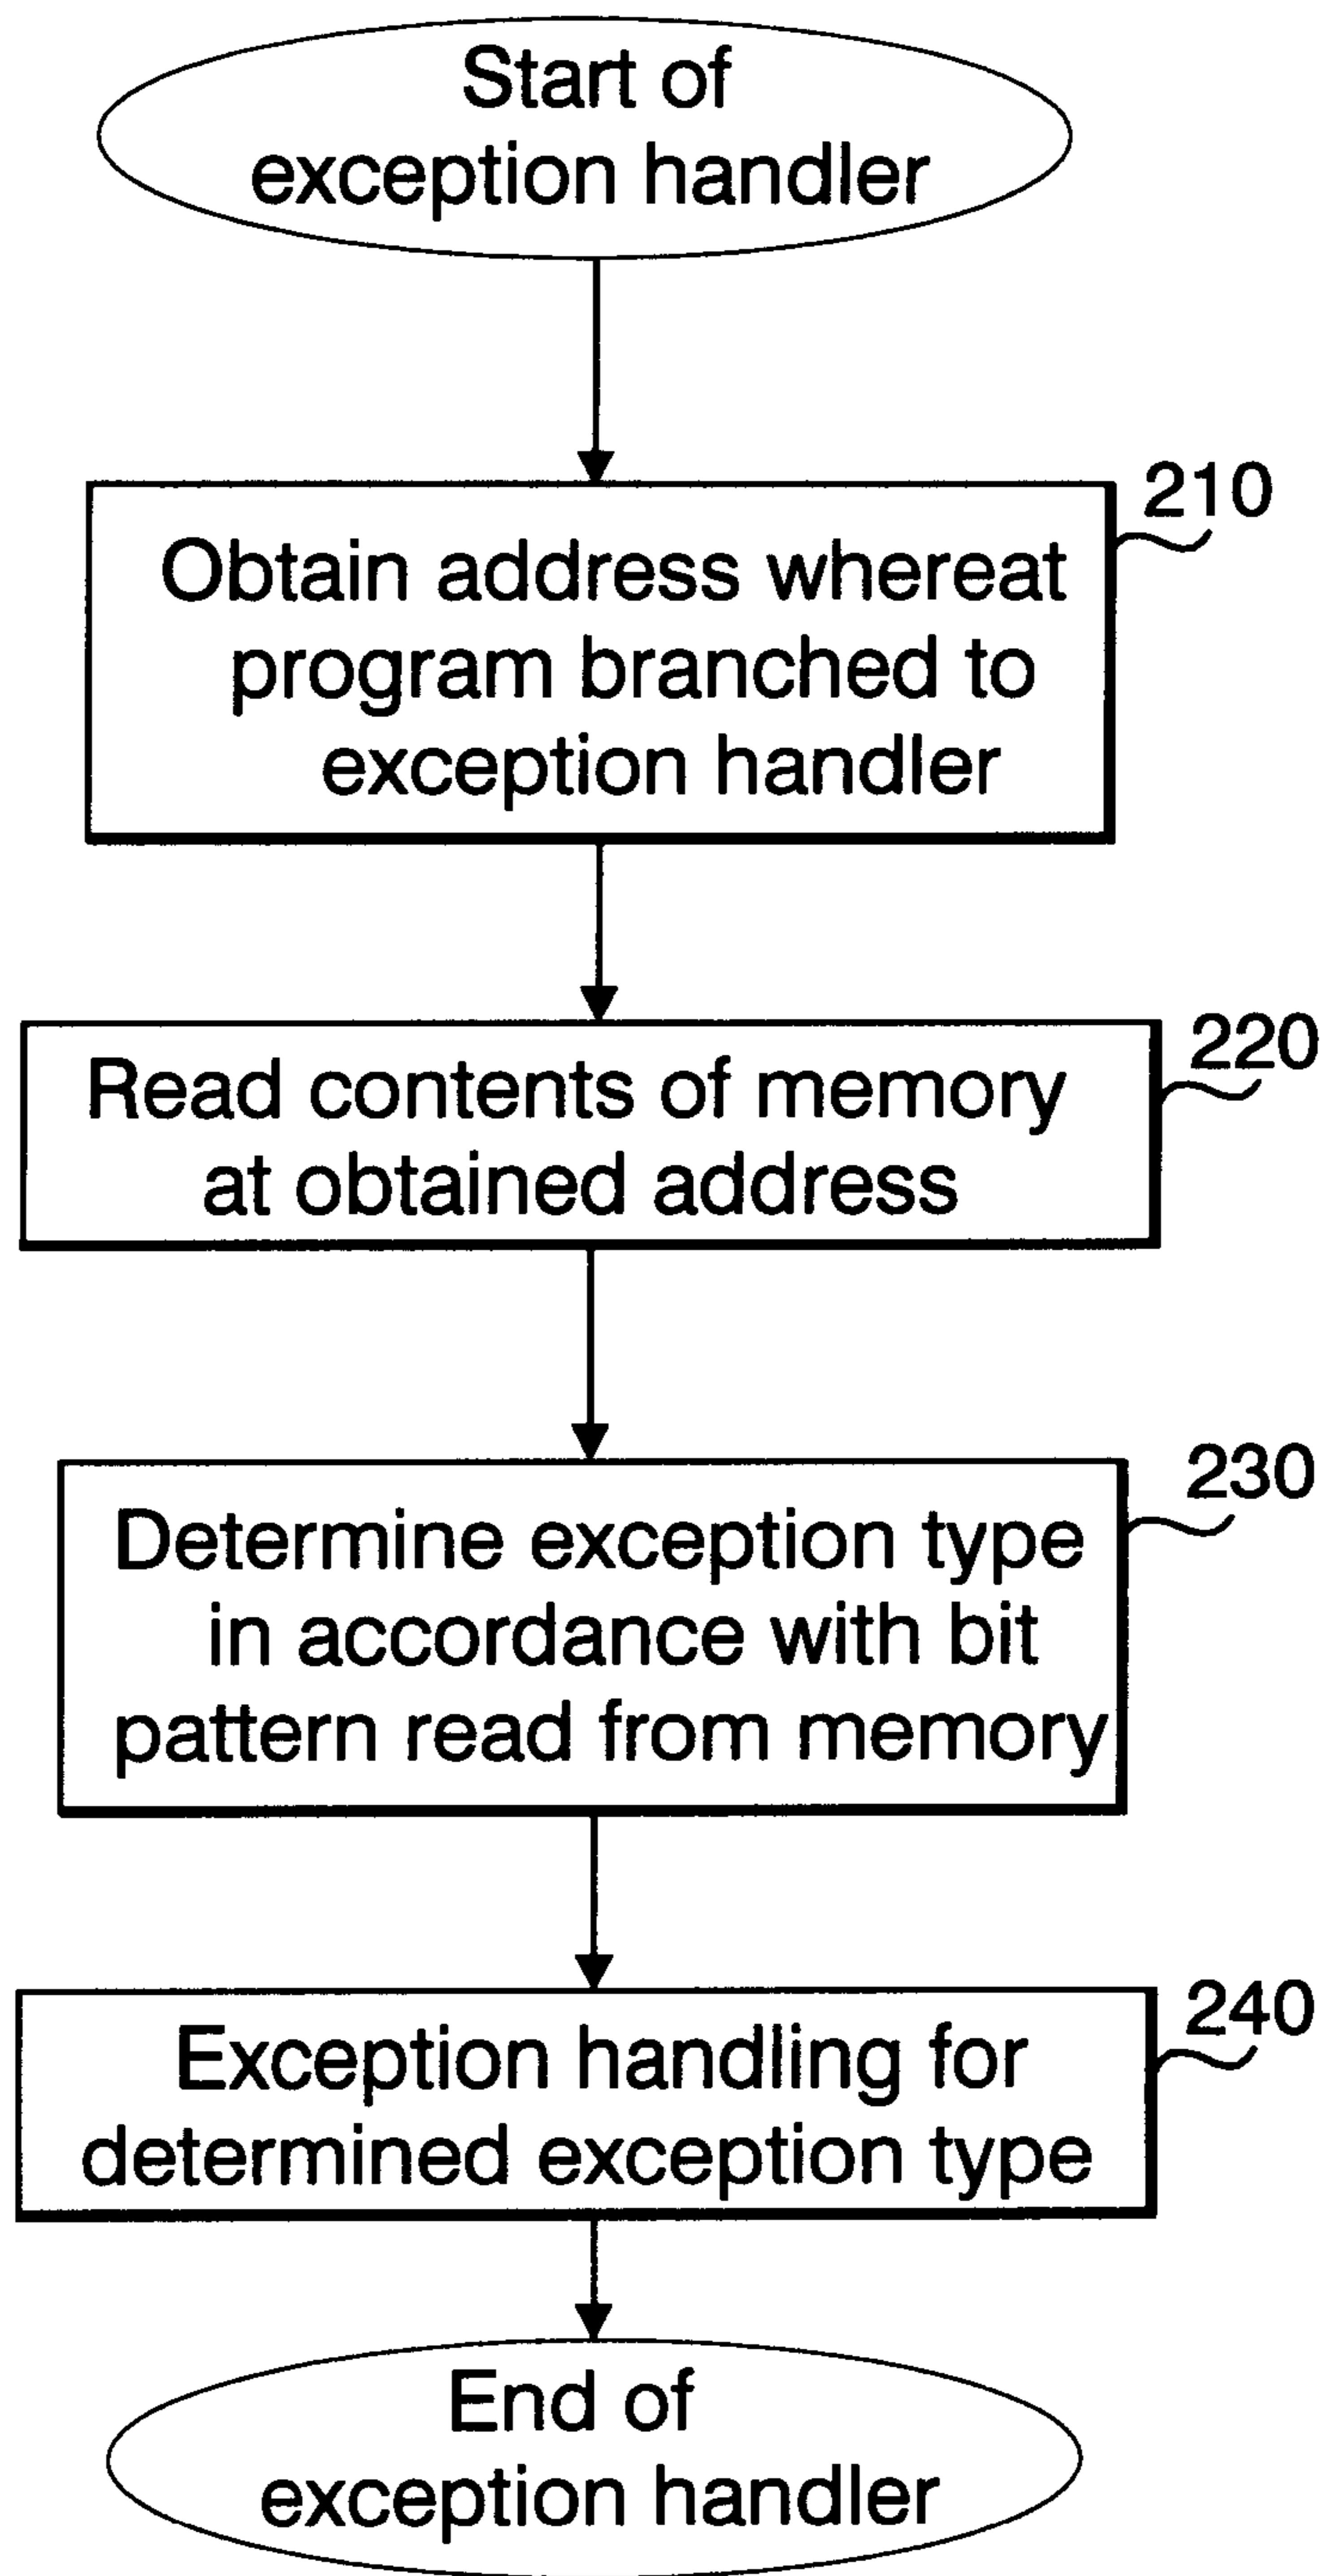 Start of
exception handler
210
Obtain address whereat
program branched to
exception handler
220
Read contents of memory
at obtained address
230
Determine exception type
in accordance with bit
pattern read from memory
240
Exception handling for
determined exception type
End of
exception handler